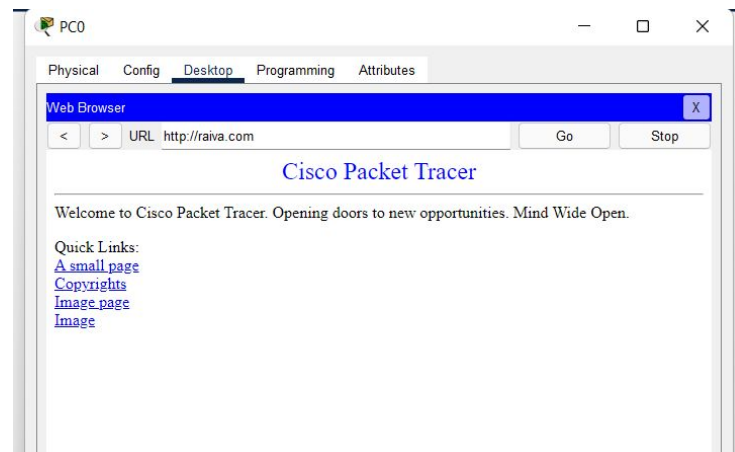 PC0
Physical Config Desktop Programming Attributes
Web Browser X
< > URL http://raiva.com Go Stop
Cisco Packet Tracer
Welcome to Cisco Packet Tracer. Opening doors to new opportunities. Mind Wide Open.
Quick Links:
A small page
Copyrights
Image page
Image